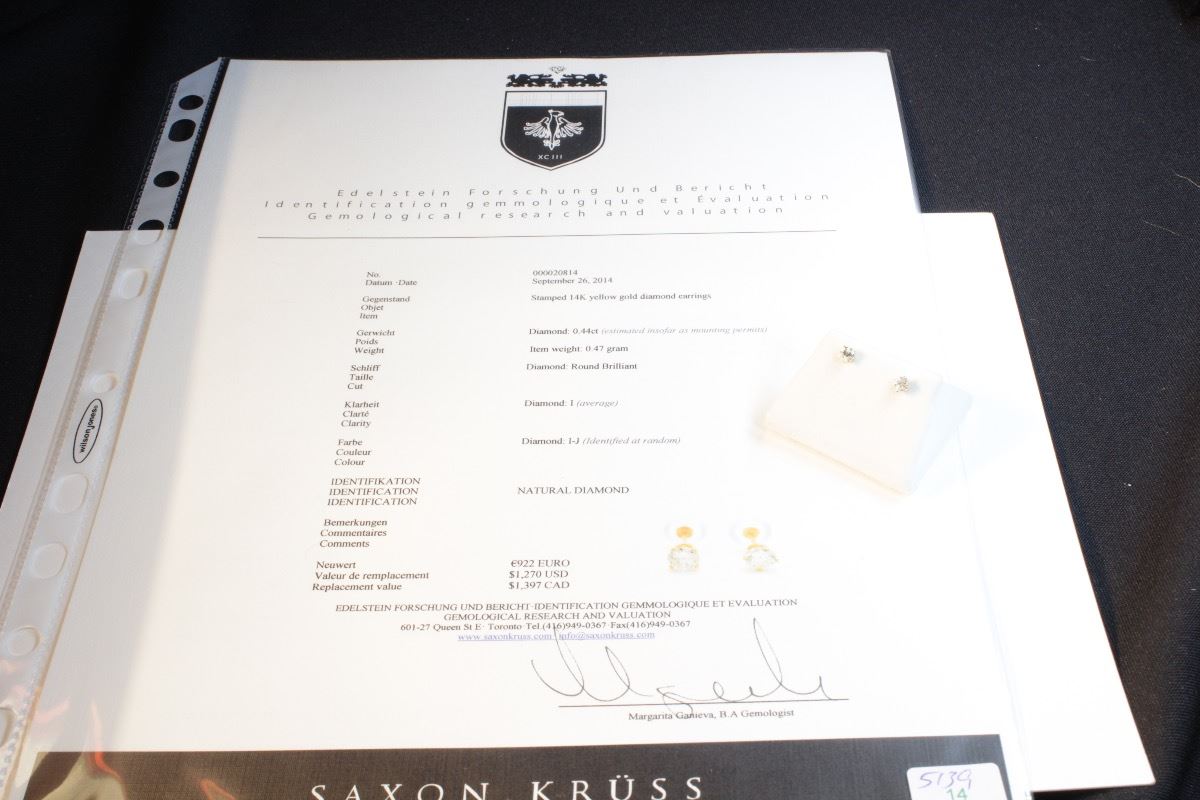 XC III
Edelstein Forschung Und Bericht
Identification gemmologique et Évaluation
Gemological research and valuation
No. 000020814
Datum ·Date September 26, 2014
Gegenstand Stamped 14K yellow gold diamond earrings
Objet
Item
Gerwicht Diamond: 0.44ct (estimated insofar as mounting permits)
Poids
Weight Item weight: 0.47 gram
Schliff Diamond: Round Brilliant
Taille
Cut
Klarheit Diamond: I (average)
Clarté
Clarity
Farbe Diamond: I-J (Identified at random)
Couleur
Colour
IDENTIFIKATION
IDENTIFICATION NATURAL DIAMOND
IDENTIFICATION
Bemerkungen
Commentaires
Comments
Neuwert €922 EURO
Valeur de remplacement $1,270 USD
Replacement value $1,397 CAD
EDELSTEIN FORSCHUNG UND BERICHT·IDENTIFICATION GEMMOLOGIQUE ET EVALUATION
GEMOLOGICAL RESEARCH AND VALUATION
601-27 Queen St E· Toronto ·Tel.(416)949-0367·Fax(416)949-0367
www.saxonkruss.com info@saxonkruss.com
Margarita Ganieva, B.A Gemologist
SAXON KRÜSS
5139
14
wilson jones®